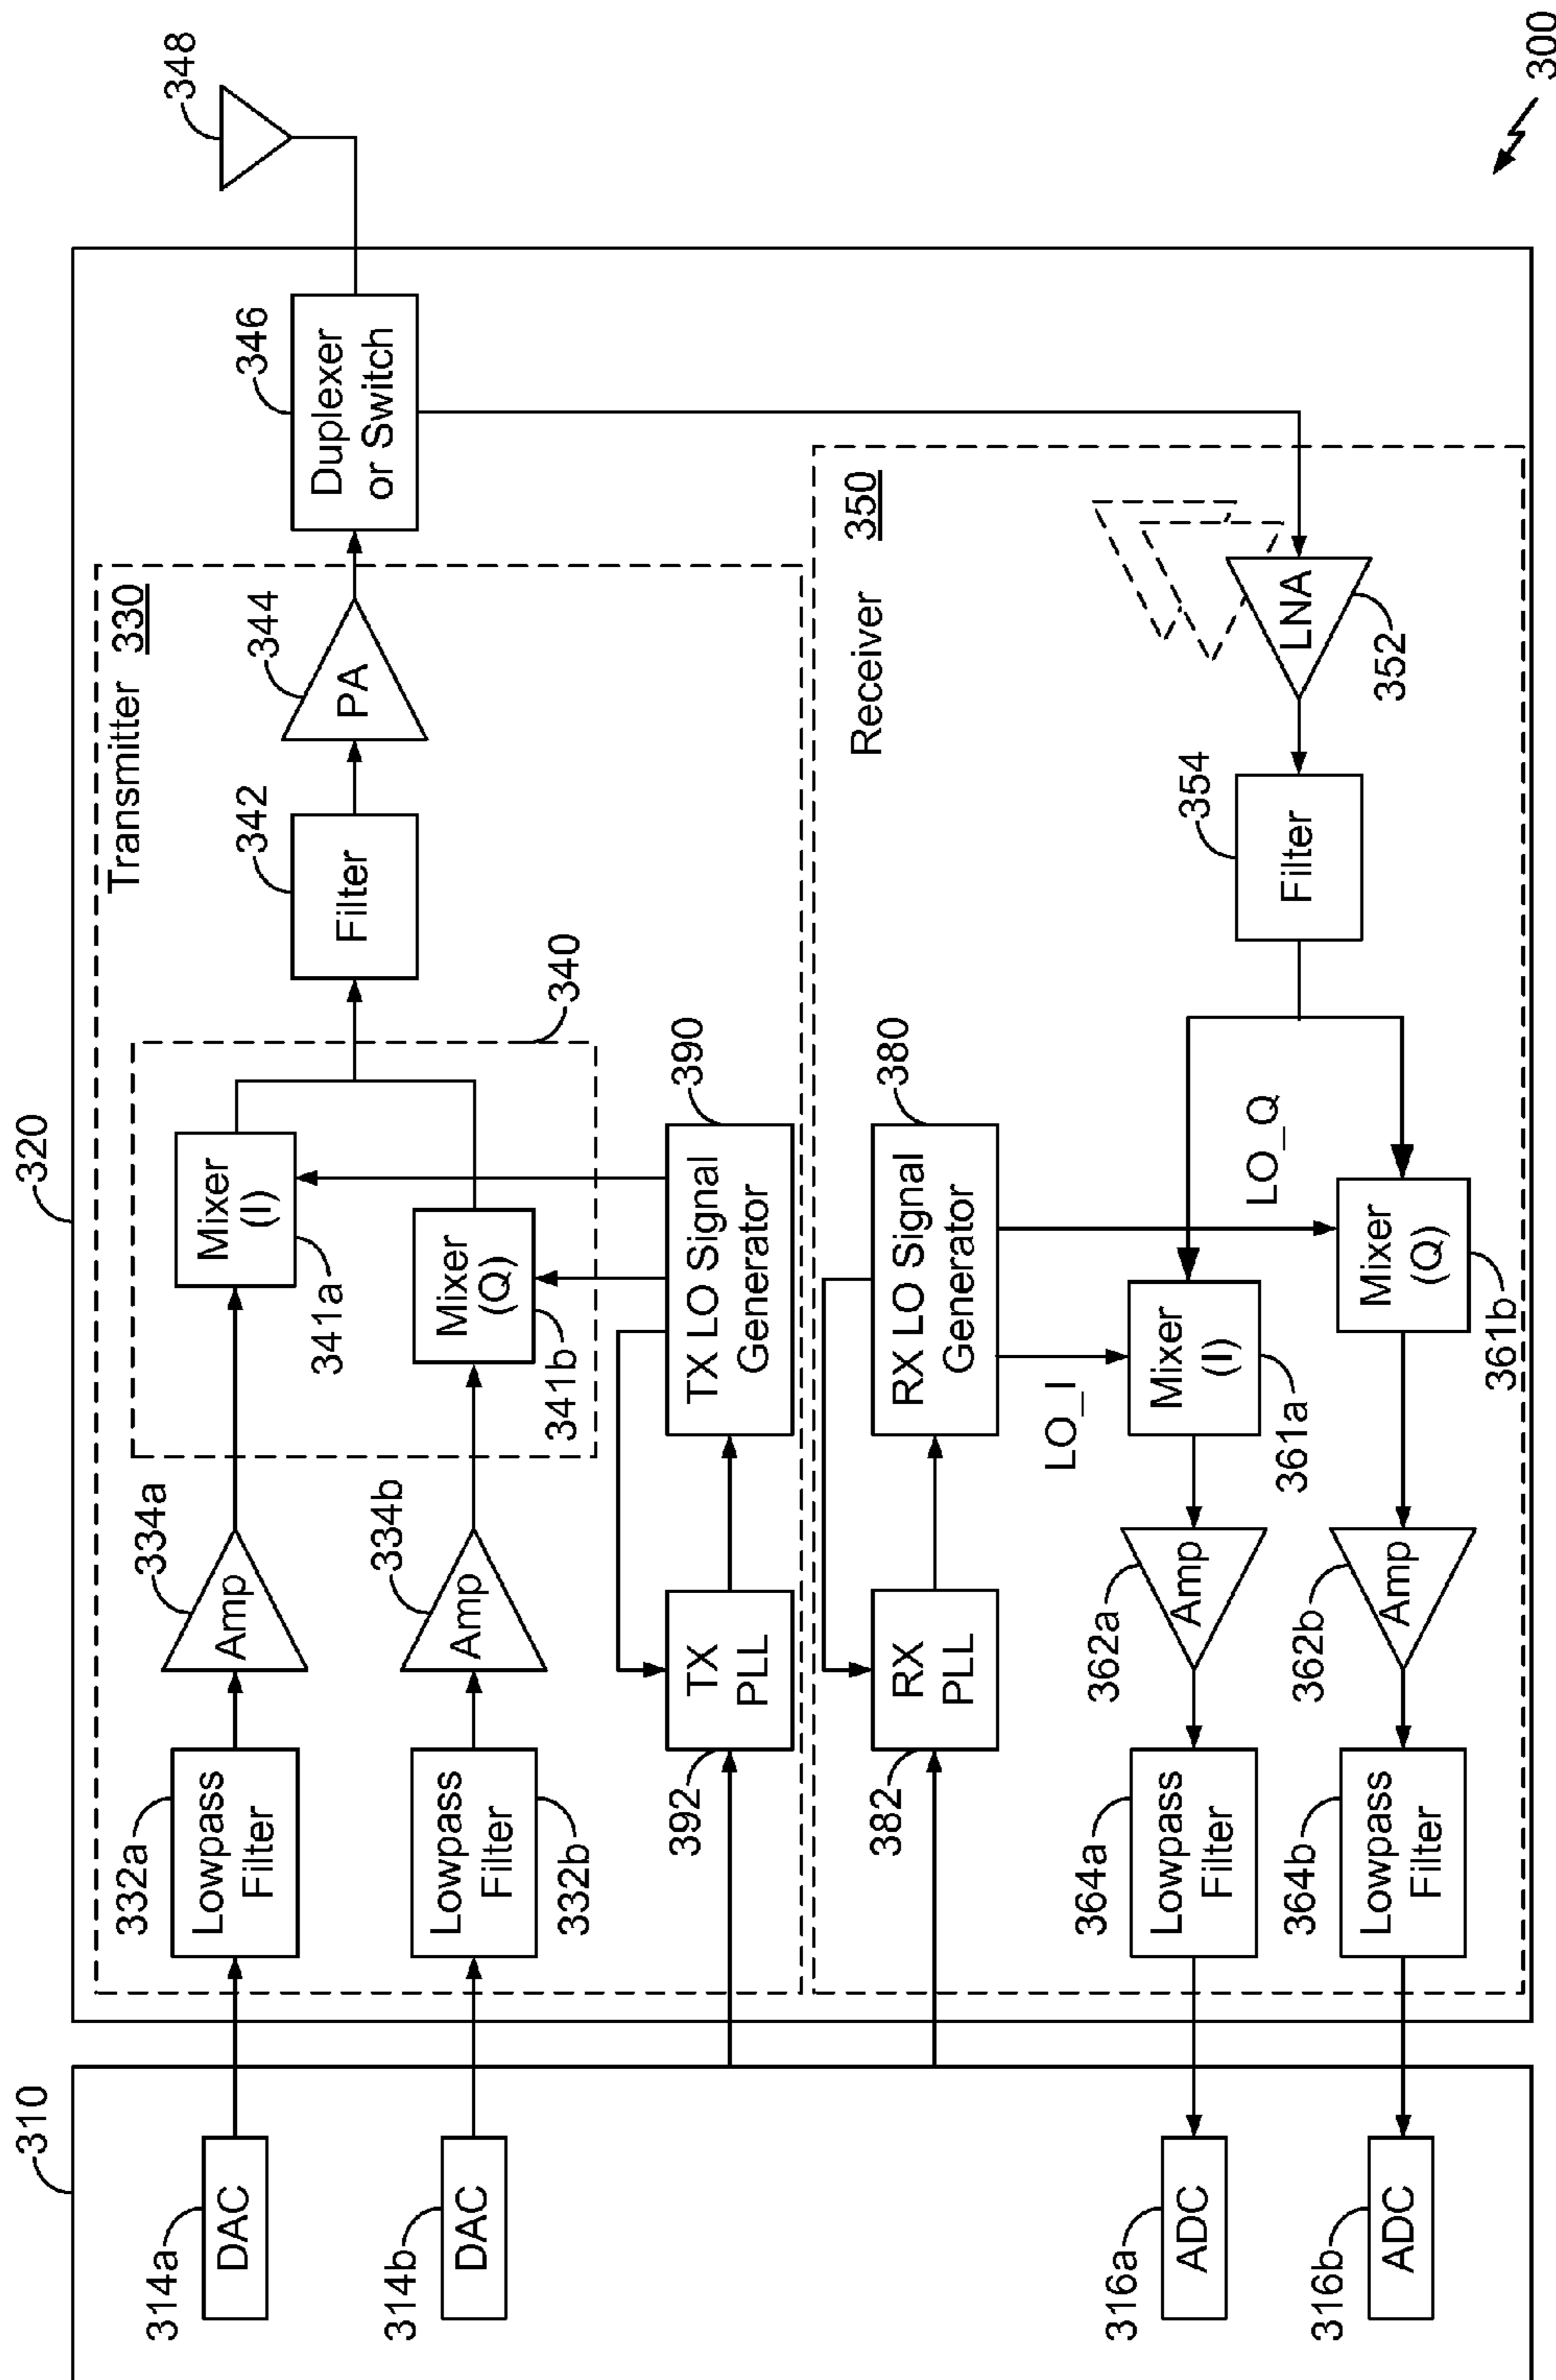 300
310
320
348
314a
DAC
314b
DAC
316a
ADC
316b
ADC
Transmitter 330
332a
Lowpass
Filter
334a
Amp
341a
Mixer
(I)
340
342
Filter
344
PA
346
Duplexer
or Switch
332b
Lowpass
Filter
334b
Amp
341b
Mixer
(Q)
392
TX
PLL
390
TX LO Signal
Generator
Receiver 350
382
RX
PLL
380
RX LO Signal
Generator
LO_I
LO_Q
364a
Lowpass
Filter
362a
Amp
361a
Mixer
(I)
354
Filter
352
LNA
364b
Lowpass
Filter
362b
Amp
361b
Mixer
(Q)